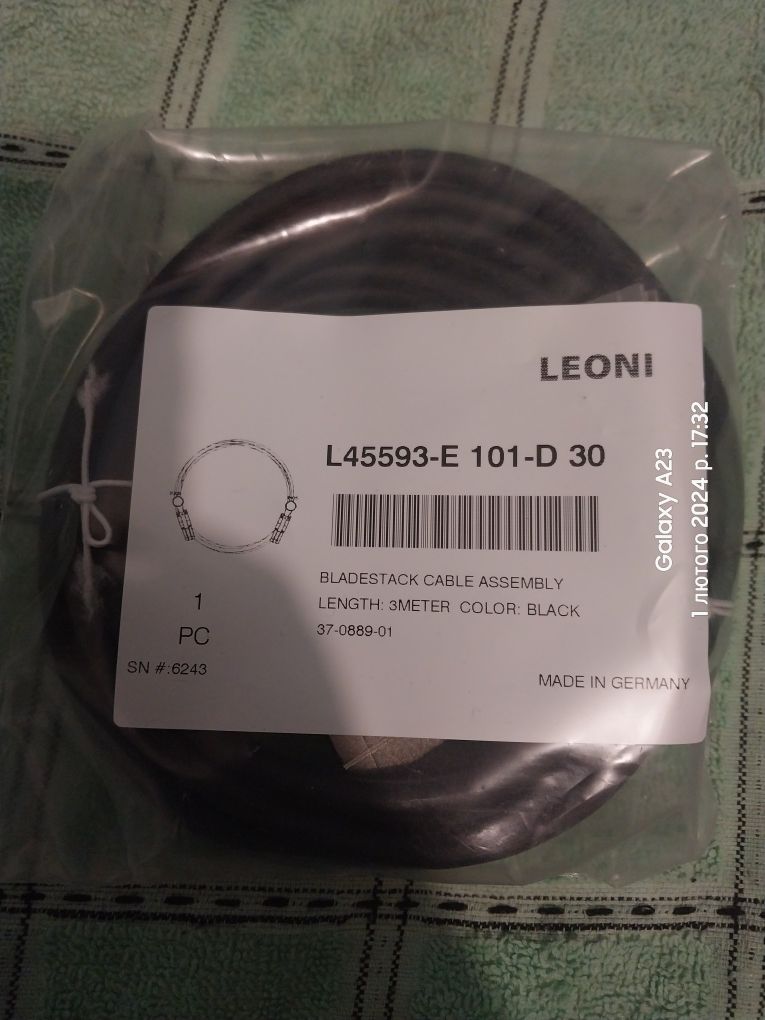 LEONI
L45593-E 101-D 30
BLADESTACK CABLE ASSEMBLY
LENGTH: 3METER COLOR: BLACK
37-0889-01
1
PC
SN #:6243
MADE IN GERMANY
Galaxy A23
1 лютого 2024 р. 17:32